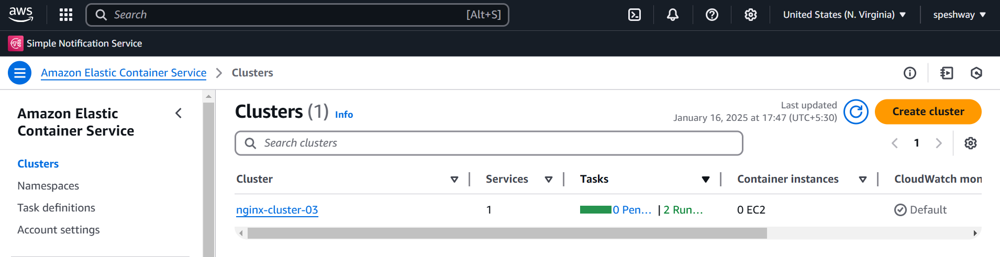 aws Search [Alt+S] United States (N. Virginia) speshway
Simple Notification Service
Amazon Elastic Container Service Clusters
Amazon Elastic
Container Service
Clusters
Namespaces
Task definitions
Account settings
Clusters (1) Info
Last updated
January 16, 2025 at 17:47 (UTC+5:30)
Create cluster
Search clusters
1
Cluster Services Tasks Container instances CloudWatch mon
nginx-cluster-03 1 0 Pen... | 2 Run... 0 EC2 Default